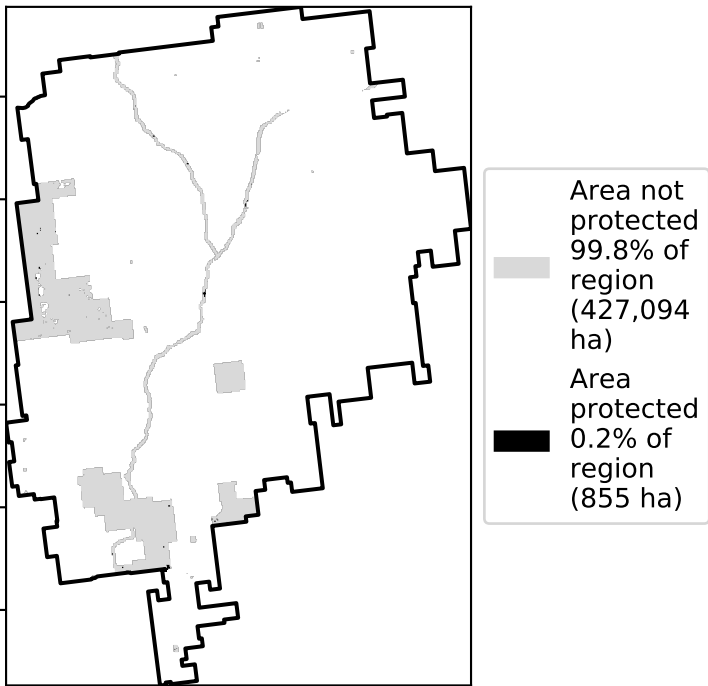 Area not
protected
99.8% of
region
(427,094
ha)
Area
protected
0.2% of
region
(855 ha)